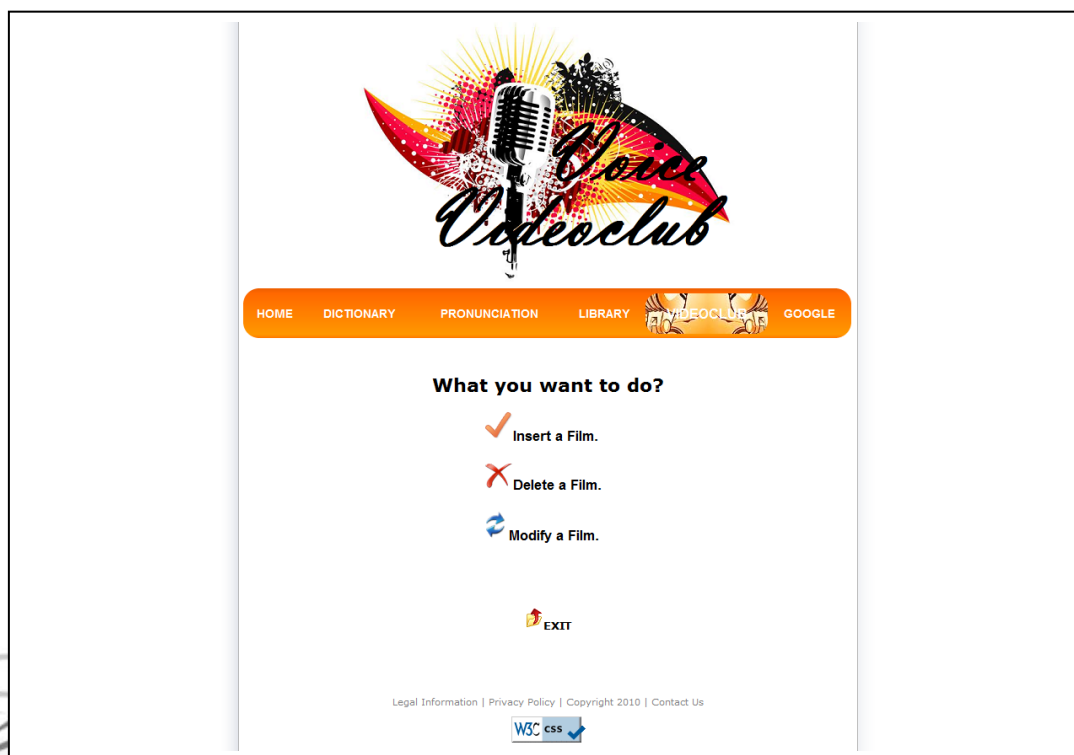 Voice
Videoclub
HOME DICTIONARY PRONUNCIATION LIBRARY VIDEOCLUB GOOGLE
What you want to do?
Insert a Film.
Delete a Film.
Modify a Film.
EXIT
Legal Information | Privacy Policy | Copyright 2010 | Contact Us
W3C css